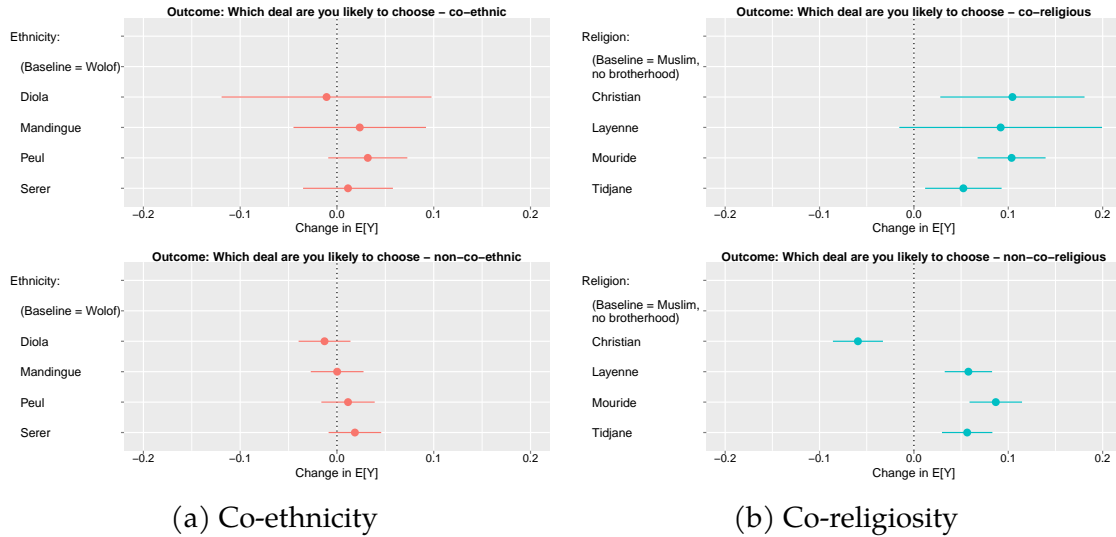 Outcome: Which deal are you likely to choose − co−ethnic
Ethnicity:
(Baseline = Wolof)
Diola
Mandingue
Peul
Serer
−0.2 −0.1 0.0 0.1 0.2
Change in E[Y]
Outcome: Which deal are you likely to choose − non−co−ethnic
Ethnicity:
(Baseline = Wolof)
Diola
Mandingue
Peul
Serer
−0.2 −0.1 0.0 0.1 0.2
Change in E[Y]
(a) Co-ethnicity
Outcome: Which deal are you likely to choose − co−religious
Religion:
(Baseline = Muslim,
no brotherhood)
Christian
Layenne
Mouride
Tidjane
−0.2 −0.1 0.0 0.1 0.2
Change in E[Y]
Outcome: Which deal are you likely to choose − non−co−religious
Religion:
(Baseline = Muslim,
no brotherhood)
Christian
Layenne
Mouride
Tidjane
−0.2 −0.1 0.0 0.1 0.2
Change in E[Y]
(b) Co-religiosity